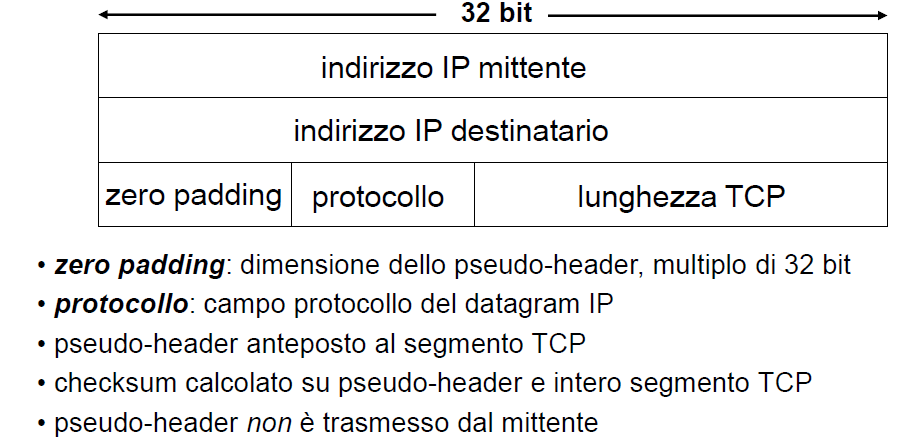 32 bit
indirizzo IP mittente
indirizzo IP destinatario
zero padding protocollo lunghezza TCP
• zero padding: dimensione dello pseudo-header, multiplo di 32 bit
• protocollo: campo protocollo del datagram IP
• pseudo-header anteposto al segmento TCP
• checksum calcolato su pseudo-header e intero segmento TCP
• pseudo-header non è trasmesso dal mittente